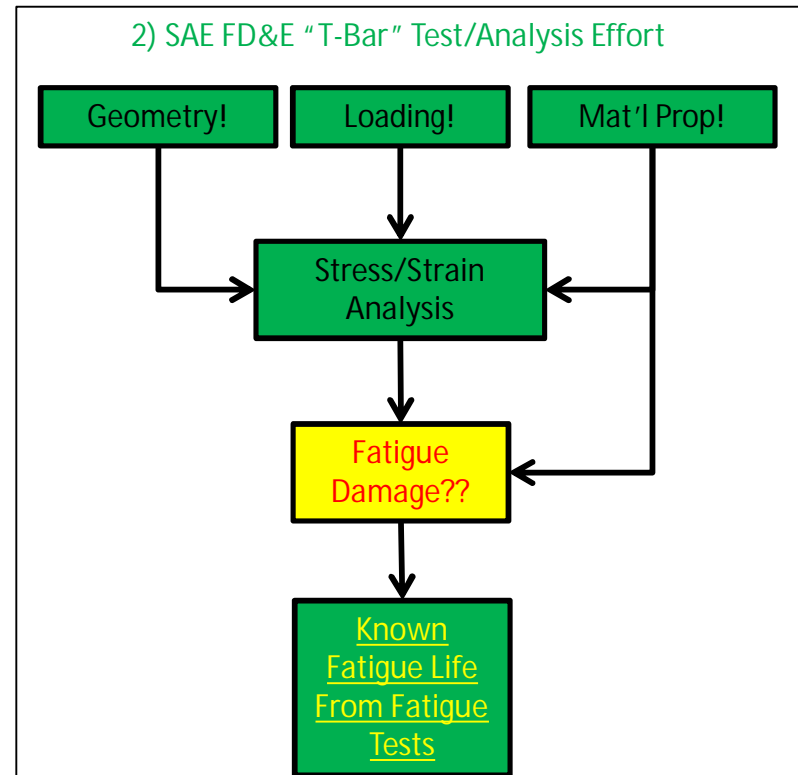 2) SAE FD&E “T-Bar” Test/Analysis Effort
Geometry!
Loading!
Mat’l Prop!
Stress/Strain
Analysis
Fatigue
Damage??
Known
Fatigue Life
From Fatigue
Tests